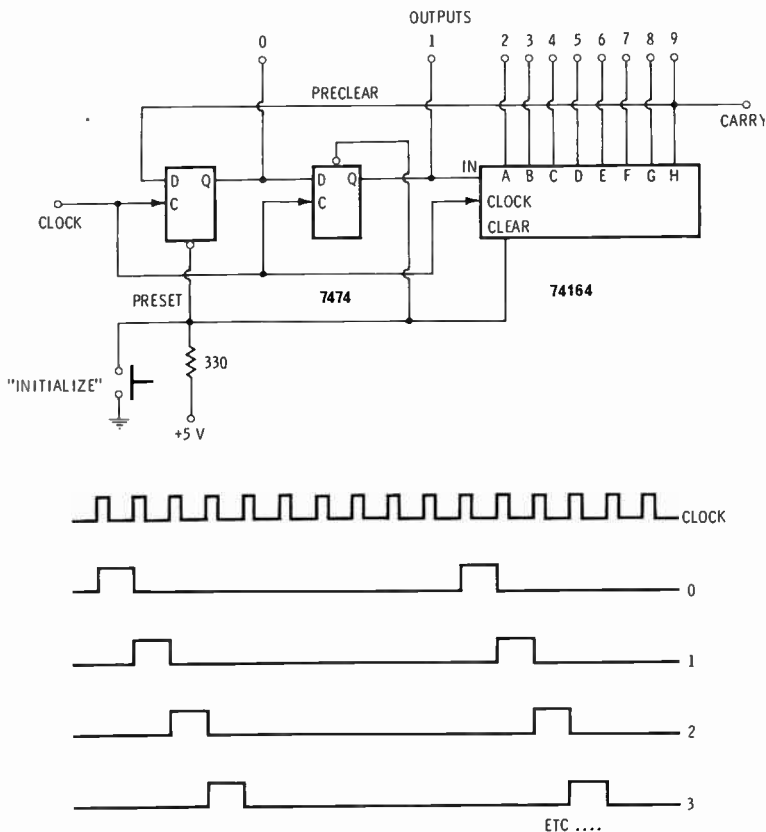 OUTPUTS
0 1 2 3 4 5 6 7 8 9
PRECLEAR
CARRY
D Q D Q IN A B C D E F G H
C C CLOCK
CLOCK
CLEAR
PRESET 7474 74164
330
"INITIALIZE"
+5 V
CLOCK
0
1
2
3
ETC ....